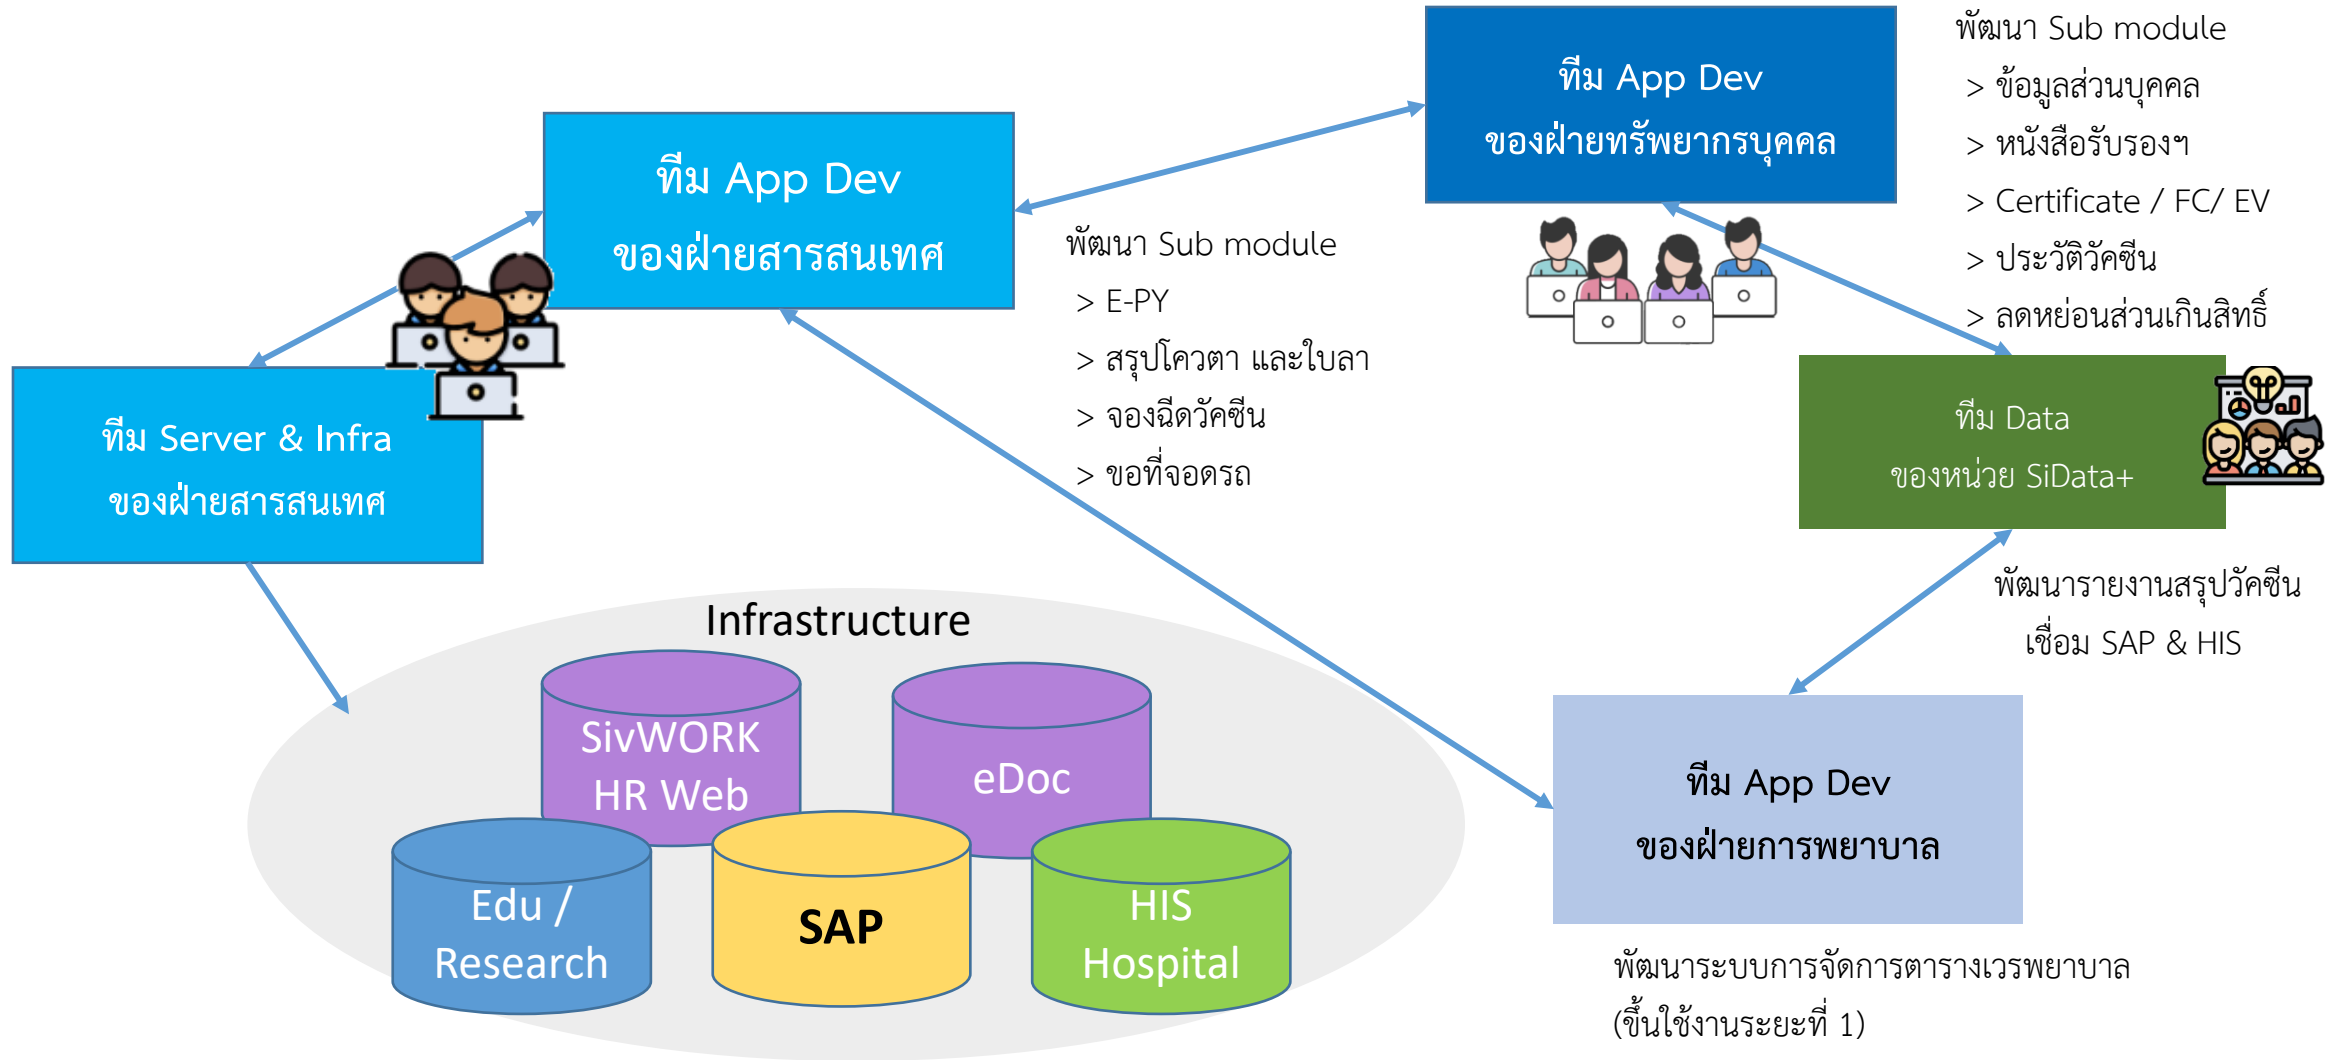 ทีม App Dev
ของฝ่ายทรัพยากรบุคคล
พัฒนา Sub module
> ข้อมูลส่วนบุคคล
> หนังสือรับรองฯ
> Certificate / FC/ EV
> ประวัติวัคซีน
> ลดหย่อนส่วนเกินสิทธิ์
ทีม App Dev
ของฝ่ายสารสนเทศ
พัฒนา Sub module
> E-PY
> สรุปโควตา และใบลา
> จองฉีดวัคซีน
> ขอที่จอดรถ
ทีม Server & Infra
ของฝ่ายสารสนเทศ
ทีม Data
ของหน่วย SiData+
พัฒนารายงานสรุปวัคซีน
เชื่อม SAP & HIS
Infrastructure
SivWORK
HR Web
eDoc
Edu /
Research
SAP
HIS
Hospital
ทีม App Dev
ของฝ่ายการพยาบาล
พัฒนาระบบการจัดการตารางเวรพยาบาล
(ขึ้นใช้งานระยะที่ 1)